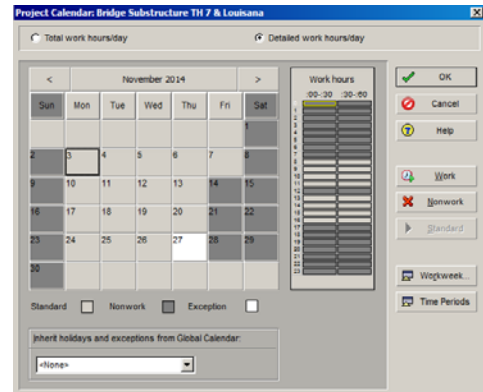 Project Calendar: Bridge Substructure TH 7 & Louisana
Total work hours/day
Detailed work hours/day
< November 2014 >
Sun Mon Tue Wed Thu Fri Sat
1
2 3 4 5 6 7 8
9 10 11 12 13 14 15
16 17 18 19 20 21 22
23 24 25 26 27 28 29
30
Standard Nonwork Exception
Inherit holidays and exceptions from Global Calendar:
<None>
Work hours
:00-:30 :30-:60
OK
Cancel
Help
Work
Nonwork
Standard
Workweek...
Time Periods